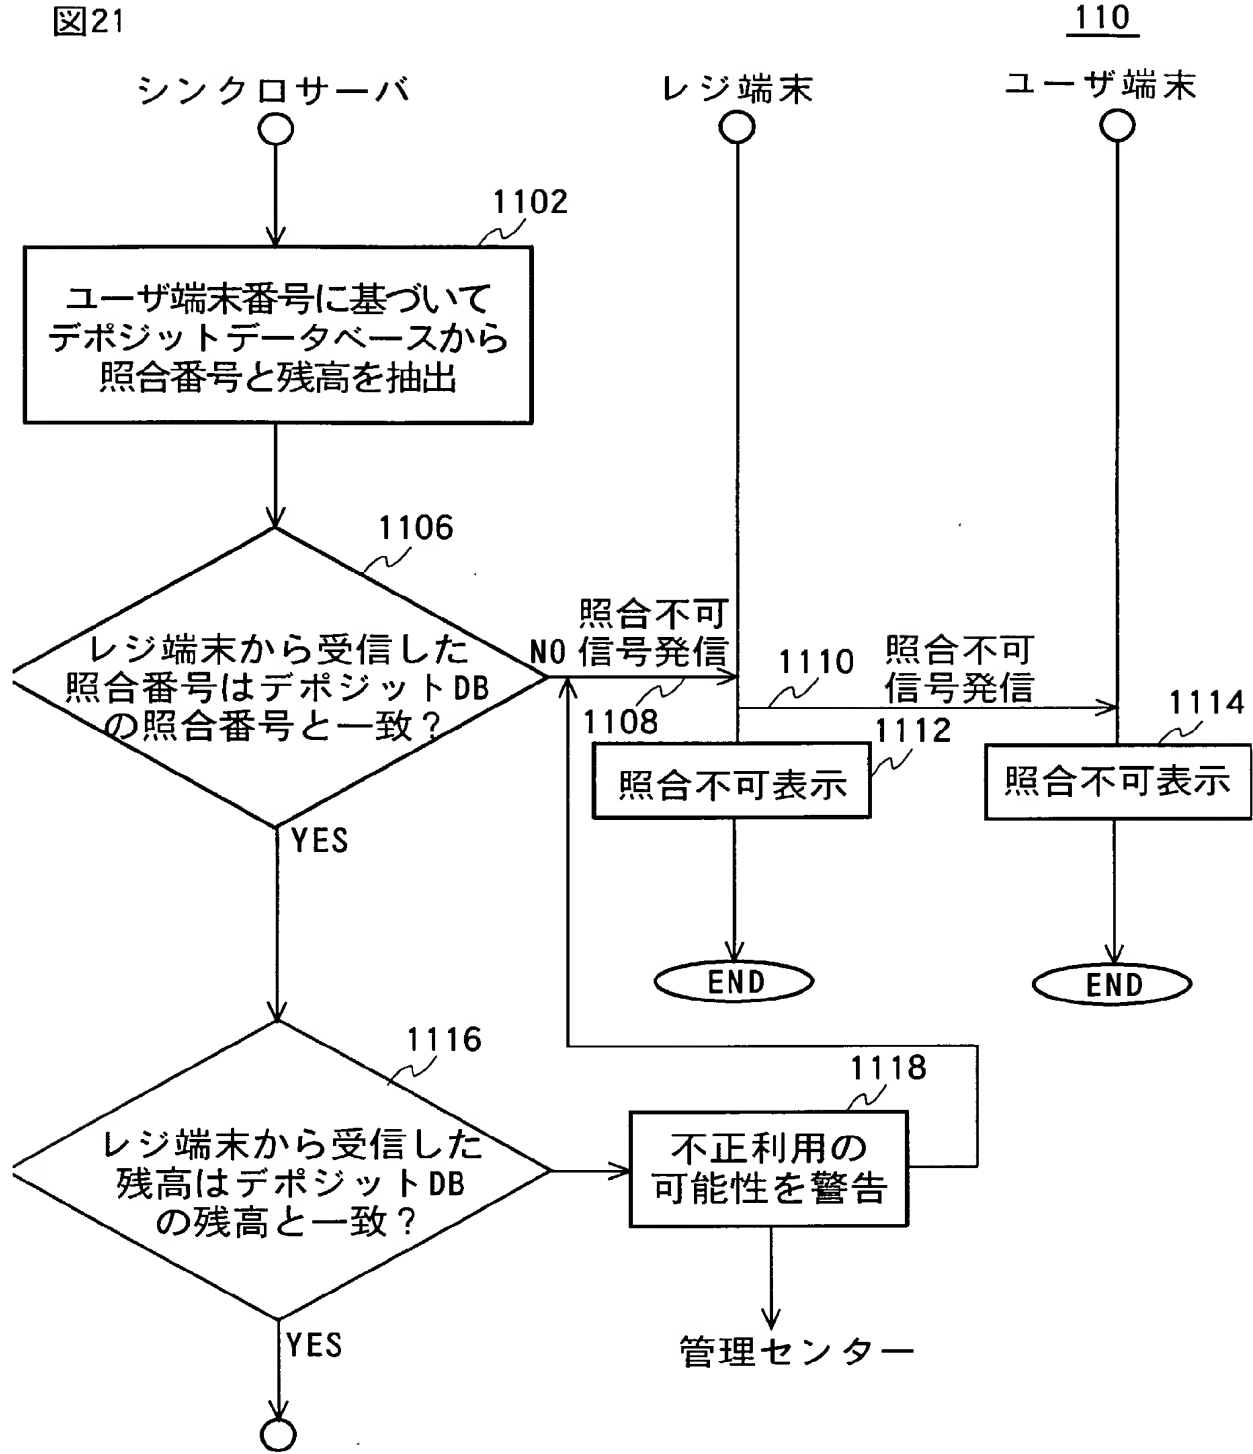 図21
110
シンクロサーバ
レジ端末
ユーザ端末
1102
ユーザ端末番号に基づいて
デポジットデータベースから
照合番号と残高を抽出
1106
レジ端末から受信した
照合番号はデポジットDB
の照合番号と一致?
NO
照合不可
信号発信
1108
1110
照合不可
信号発信
1112
照合不可表示
1114
照合不可表示
YES
END
END
1116
レジ端末から受信した
残高はデポジットDB
の残高と一致?
1118
不正利用の
可能性を警告
管理センター
YES